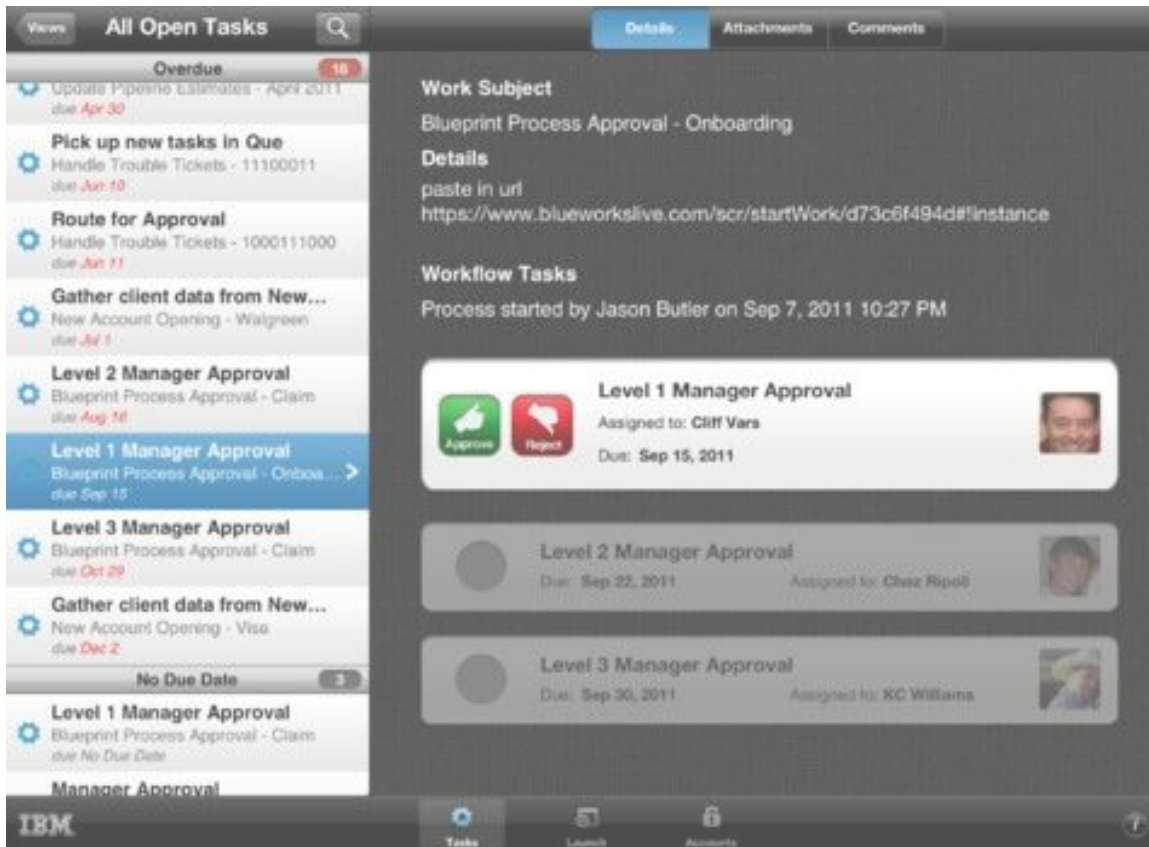 Views
All Open Tasks
Overdue
Update Pipeline Estimates - April 2011
due Apr 30
Pick up new tasks in Que
Handle Trouble Tickets - 11100011
due Jun 10
Route for Approval
Handle Trouble Tickets - 1000111000
due Jun 11
Gather client data from New...
New Account Opening - Walgreen
due Jul 1
Level 2 Manager Approval
Blueprint Process Approval - Claim
due Aug 16
Level 1 Manager Approval
Blueprint Process Approval - Onboa...
due Sep 15
Level 3 Manager Approval
Blueprint Process Approval - Claim
due Oct 29
Gather client data from New...
New Account Opening - Visa
due Dec 2
No Due Date 3
Level 1 Manager Approval
Blueprint Process Approval - Claim
due No Due Date
Manager Approval
Details Attachments Comments
Work Subject
Blueprint Process Approval - Onboarding
Details
paste in url
https://www.blueworkslive.com/scr/startWork/d73c6f494d#!instance
Workflow Tasks
Process started by Jason Butler on Sep 7, 2011 10:27 PM
Approve
Reject
Level 1 Manager Approval
Assigned to: Cliff Vars
Due: Sep 15, 2011
Level 2 Manager Approval
Due: Sep 22, 2011 Assigned to: Chaz Ripoll
Level 3 Manager Approval
Due: Sep 30, 2011 Assigned to: KC Williams
IBM
Tasks Launch Accounts